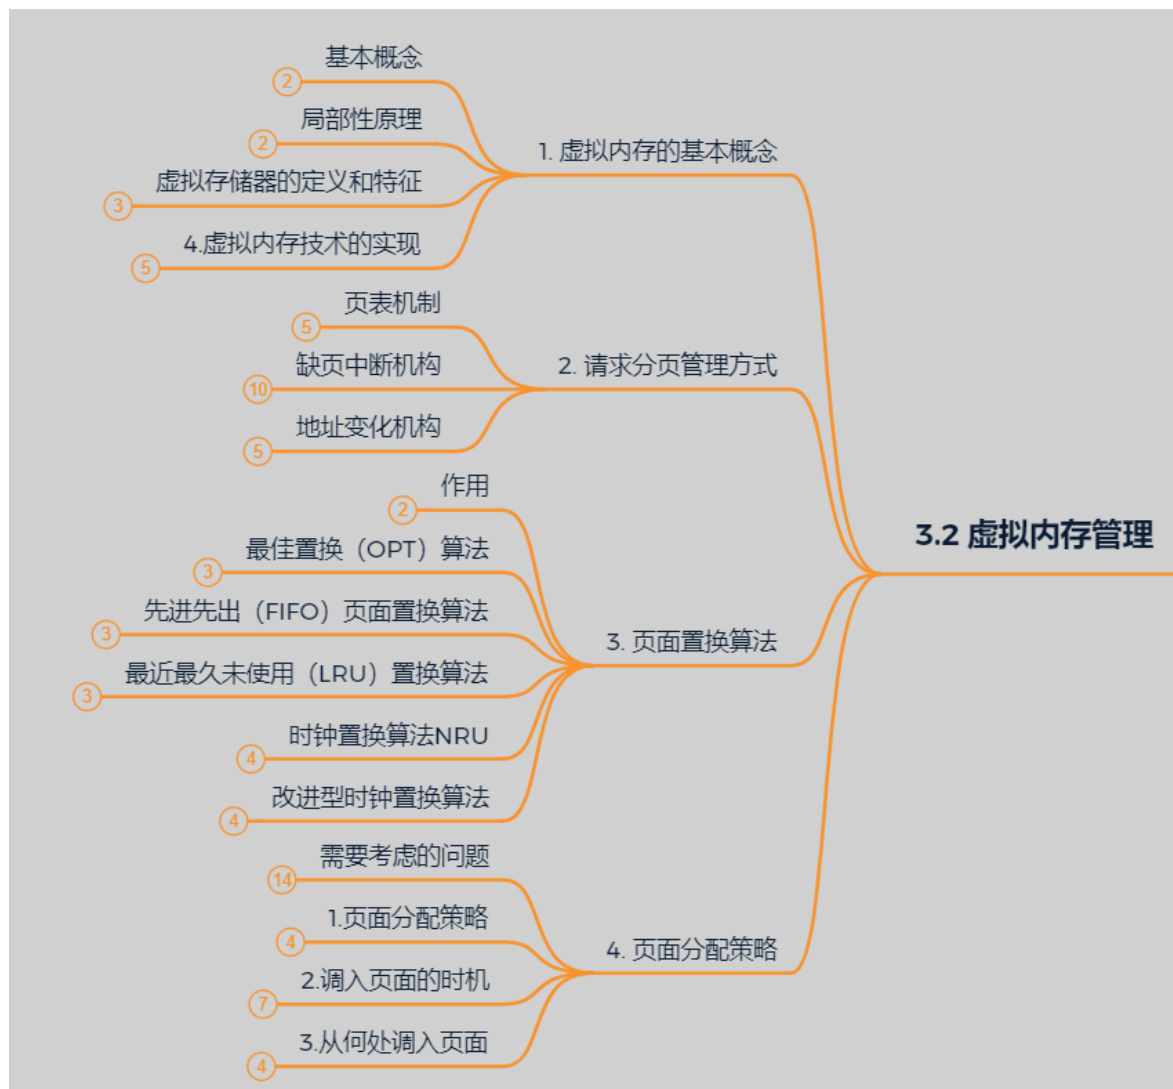 3.2 虚拟内存管理
1. 虚拟内存的基本概念
基本概念
2
局部性原理
2
虚拟存储器的定义和特征
3
4.虚拟内存技术的实现
5
2. 请求分页管理方式
页表机制
5
缺页中断机构
10
地址变化机构
5
3. 页面置换算法
作用
2
最佳置换（OPT）算法
3
先进先出（FIFO）页面置换算法
3
最近最久未使用（LRU）置换算法
3
时钟置换算法NRU
4
改进型时钟置换算法
4
4. 页面分配策略
需要考虑的问题
14
1.页面分配策略
4
2.调入页面的时机
7
3.从何处调入页面
4